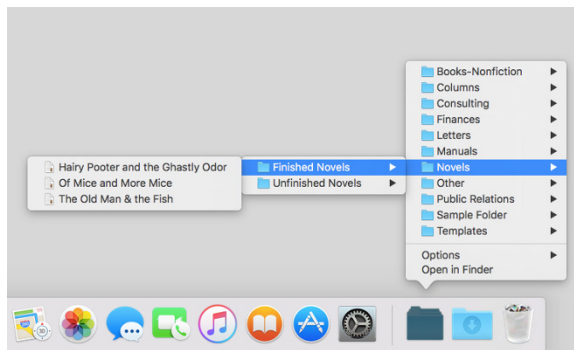 Books-Nonfiction
Columns
Consulting
Finances
Letters
Manuals
Novels
Other
Public Relations
Sample Folder
Templates
Options
Open in Finder
Finished Novels
Unfinished Novels
Hairy Pooter and the Ghastly Odor
Of Mice and More Mice
The Old Man & the Fish